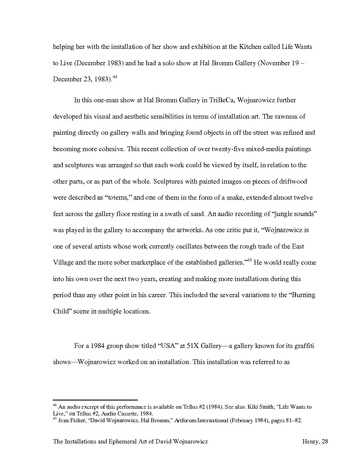 helping her with the installation of her show and exhibition at the Kitchen called Life Wants
to Live (December 1983) and he had a solo show at Hal Bromm Gallery (November 19 –
December 23, 1983).44
In this one-man show at Hal Bromm Gallery in TriBeCa, Wojnarowicz further
developed his visual and aesthetic sensibilities in terms of installation art. The rawness of
painting directly on gallery walls and bringing found objects in off the street was refined and
becoming more cohesive. This recent collection of over twenty-five mixed-media paintings
and sculptures was arranged so that each work could be viewed by itself, in relation to the
other parts, or as part of the whole. Sculptures with painted images on pieces of driftwood
were described as “totems,” and one of them in the form of a snake, extended almost twelve
feet across the gallery floor resting in a swath of sand. An audio recording of “jungle sounds”
was played in the gallery to accompany the artworks. As one critic put it, “Wojnarowicz is
one of several artists whose work currently oscillates between the rough trade of the East
Village and the more sober marketplace of the established galleries.”45 He would really come
into his own over the next two years, creating and making more installations during this
period than any other point in his career. This included the several variations to the “Burning
Child” scene in multiple locations.
For a 1984 group show titled “USA” at 51X Gallery—a gallery known for its graffiti
shows—Wojnarowicz worked on an installation. This installation was referred to as
44 An audio excerpt of this performance is available on Tellus #2 (1984). See also: Kiki Smith, “Life Wants to
Live,” on Tellus #2, Audio Cassette, 1984.
45 Jean Fisher, “David Wojnarowicz, Hal Bromm,” Artforum International (February 1984), pages 81–82.
The Installations and Ephemeral Art of David Wojnarowicz Henry, 28